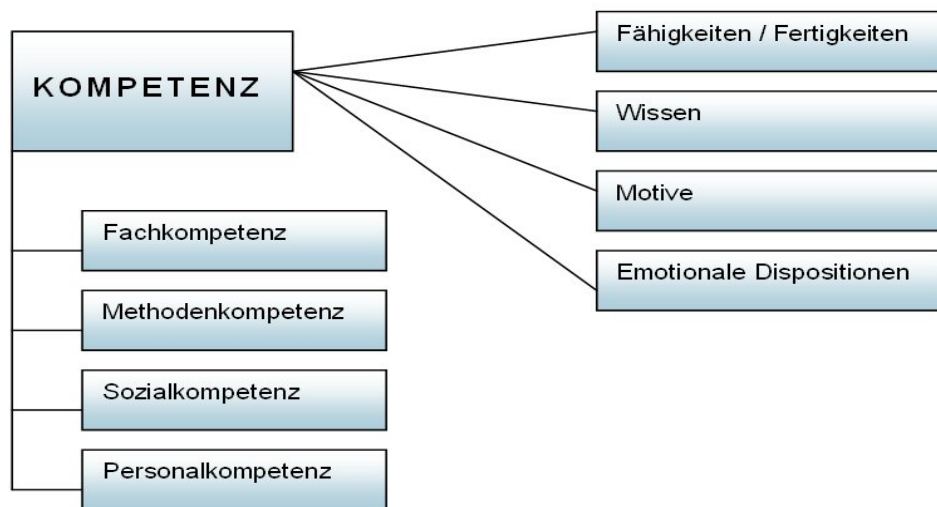 KOMPETENZ
Fachkompetenz
Methodenkompetenz
Sozialkompetenz
Personalkompetenz
Fähigkeiten / Fertigkeiten
Wissen
Motive
Emotionale Dispositionen